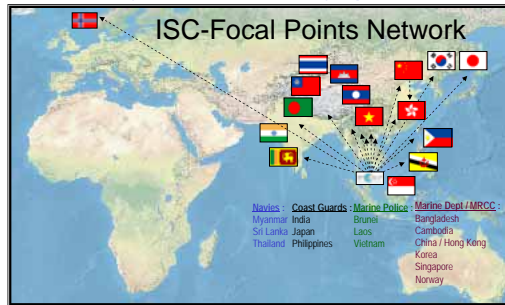 ISC-Focal Points Network
Navies :
Myanmar
Sri Lanka
Thailand
Coast Guards :
India
Japan
Philippines
Marine Police :
Brunei
Laos
Vietnam
Marine Dept / MRCC :
Bangladesh
Cambodia
China / Hong Kong
Korea
Singapore
Norway